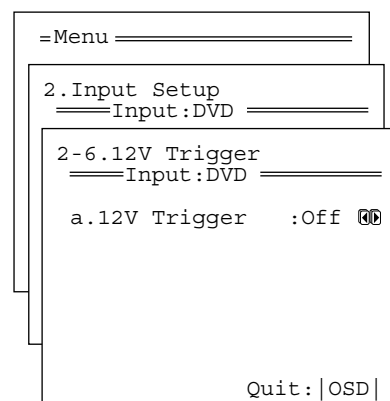 =Menu
2.Input Setup
Input:DVD
2-6.12V Trigger
Input:DVD
a.12V Trigger :Off
Quit:|OSD|